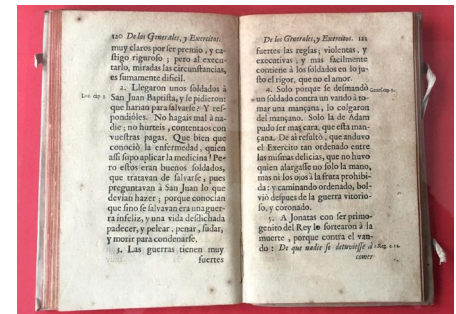 120 De los Generales, y Exercitos.
muy claros por ser premio, y ca-
stigo riguroso; pero al execu-
tarlo, miradas las circunstancias,
es sumamente dificil.
2. Llegaron unos soldados à
San Juan Baptista, y le pidieron:
que harian para salvarse? Y res-
pondiòles. No hagais mal à na-
die; no hurteis, contentaos con
vuestras pagas. Què bien que
conociò la enfermedad, quien
assi supo aplicar la medicina! Pe-
ro estos eran buenos soldados,
que tratavan de salvarse, pues
preguntavan à San Juan lo que
devian hazer; porque conocian
que sino se salvavan era una guer-
ra infeliz, y una vida desdichada
padecer, y pelear, penar, sudar,
y morir para condenarse.
3. Las guerras tienen muy
fuertes
De los Generales, y Exercitos. 121
fuertes las reglas; violentas, y
executivas, y mas facilmente
contiene à los soldados en lo ju-
sto el rigor, que no el amor.
4. Solo porque se desmandò
un soldado contra un vando à to-
mar una mançana, lo colgaron
del mançano. Solo la de Adam
pudo ser mas cara, que esta man-
çana. De aì resultò, que anduvo
el Exercito tan ordenado entre
las mismas delicias, que no huvo
quien alargasse no solo la mano,
mas ni los ojos à la fruta prohibi-
da: y caminando ordenado, bol-
viò despues de la guerra vitorio-
so, y coronado.
5. A Jonatas con ser primo-
genito del Rey lo sortearon à la
muerte, porque contra el van-
do: De que nadie se detuviesse à
comer